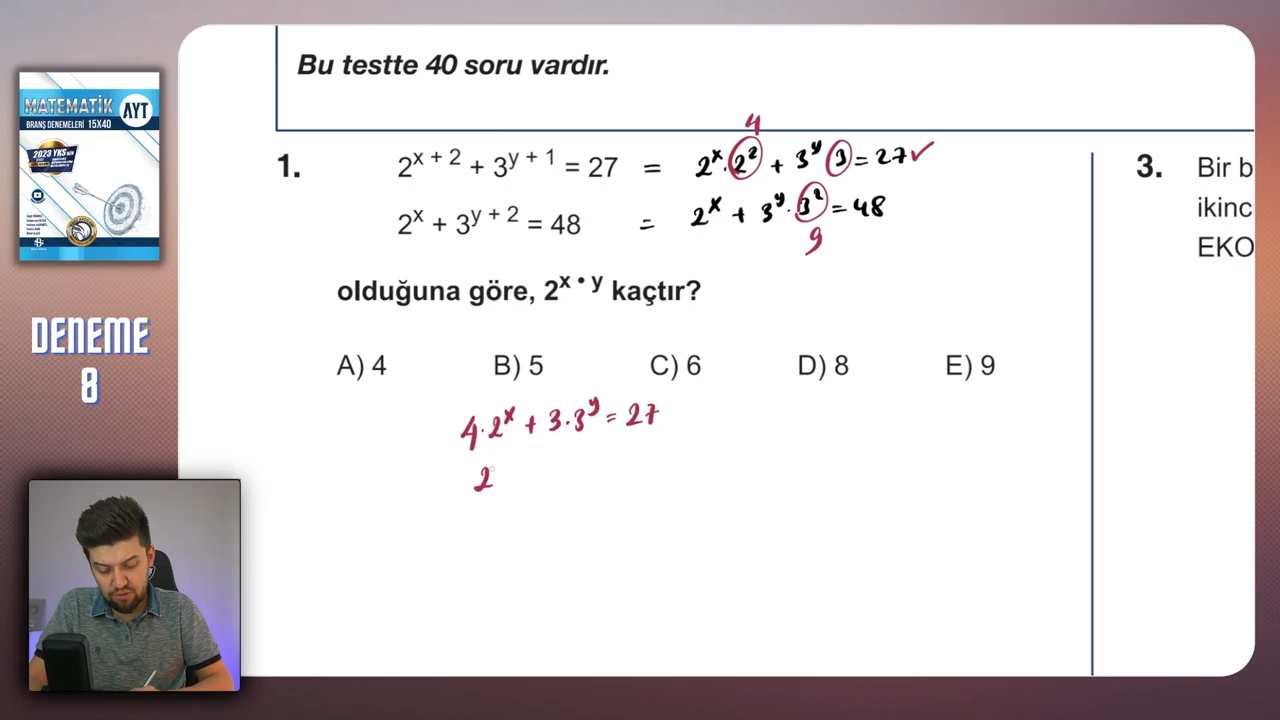 Bu testte 40 soru vardır.
MATEMATİK AYT
BRANŞ DENEMELERİ 15X40
2023 YKS'NİN
DENEME
8
4
1. 2^{x + 2} + 3^{y + 1} = 27 = 2^x · 2^2 + 3^y 3 = 27 ✓
2^x + 3^{y + 2} = 48 = 2^x + 3^y · 3^2 = 48
9
olduğuna göre, 2^{x • y} kaçtır?
A) 4 B) 5 C) 6 D) 8 E) 9
4 · 2^x + 3 · 3^y = 27
2
3. Bir b
ikinc
EKO